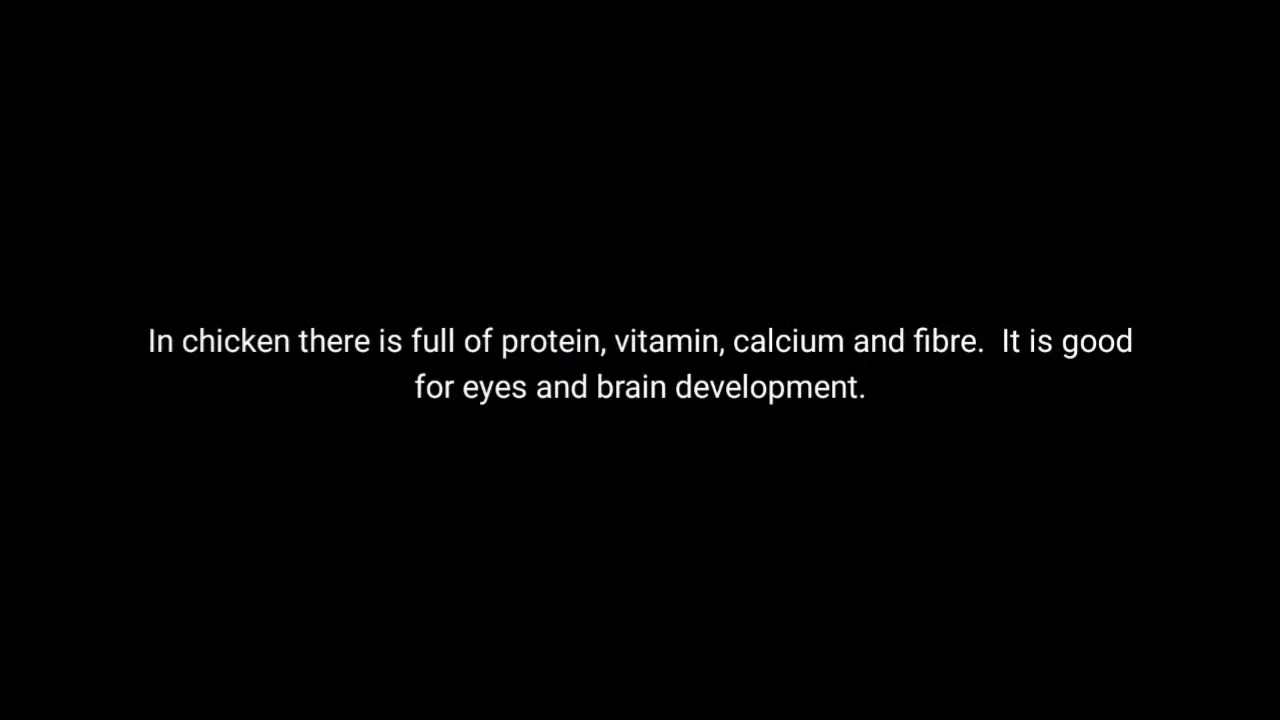 In chicken there is full of protein, vitamin, calcium and fibre.  It is good
for eyes and brain development.